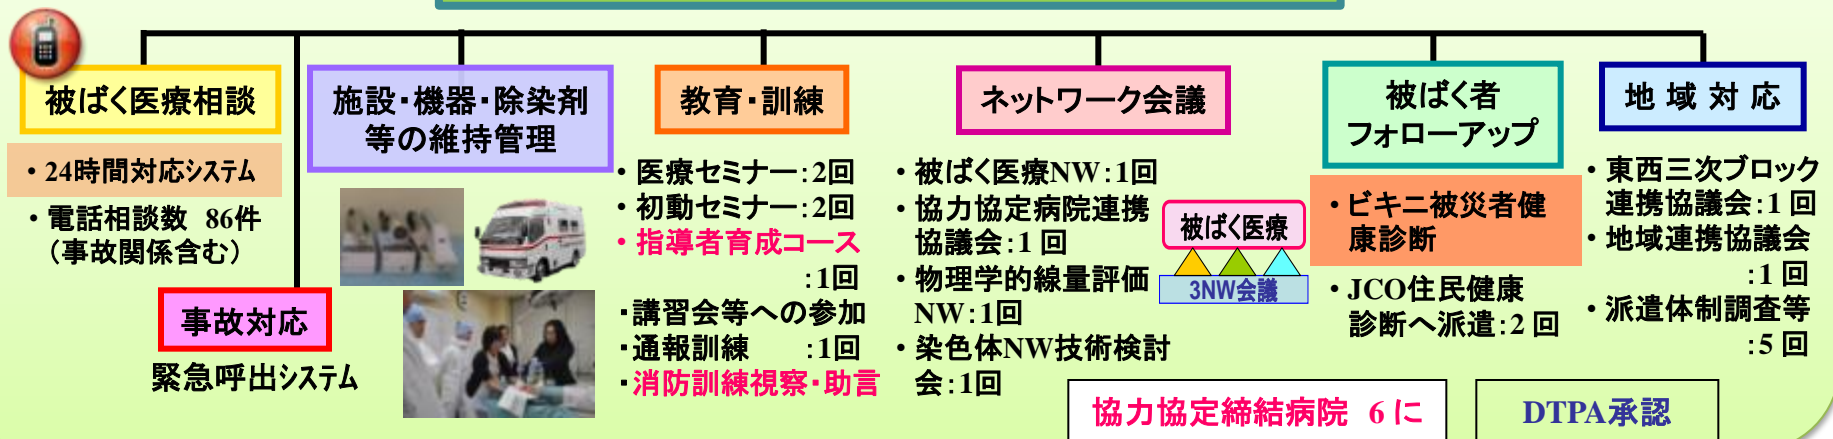 被ばく医療相談
・24時間対応システム
・電話相談数 86件
（事故関係含む）
事故対応
緊急呼出システム
施設・機器・除染剤
等の維持管理
教育・訓練
・医療セミナー：2回
・初動セミナー：2回
・指導者育成コース
：1回
・講習会等への参加
・通報訓練 ：1回
・消防訓練視察・助言
ネットワーク会議
・被ばく医療NW：1回
・協力協定病院連携
協議会：1 回
・物理学的線量評価
NW：1回
・染色体NW技術検討
会：1回
被ばく医療
3NW会議
被ばく者
フォローアップ
・ビキニ被災者健
康診断
・JCO住民健康
診断へ派遣：2 回
地 域 対 応
・東西三次ブロック
連携協議会：1 回
・地域連携協議会
：1 回
・派遣体制調査等
：5 回
協力協定締結病院 6 に
DTPA承認